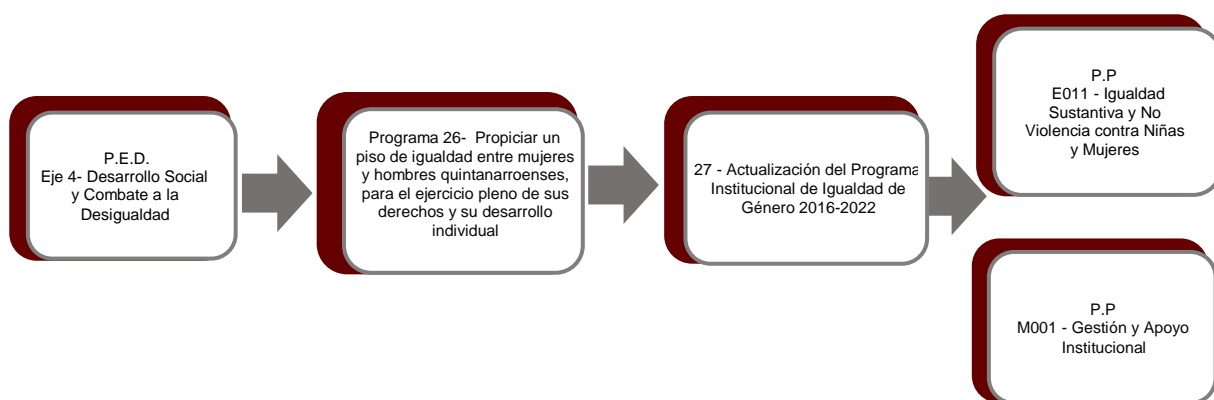 P.E.D.
Eje 4- Desarrollo Social
y Combate a la
Desigualdad
Programa 26- Propiciar un
piso de igualdad entre mujeres
y hombres quintanarroenses,
para el ejercicio pleno de sus
derechos y su desarrollo
individual
27 - Actualización del Programa
Institucional de Igualdad de
Género 2016-2022
P.P
E011 - Igualdad
Sustantiva y No
Violencia contra Niñas
y Mujeres
P.P
M001 - Gestión y Apoyo
Institucional